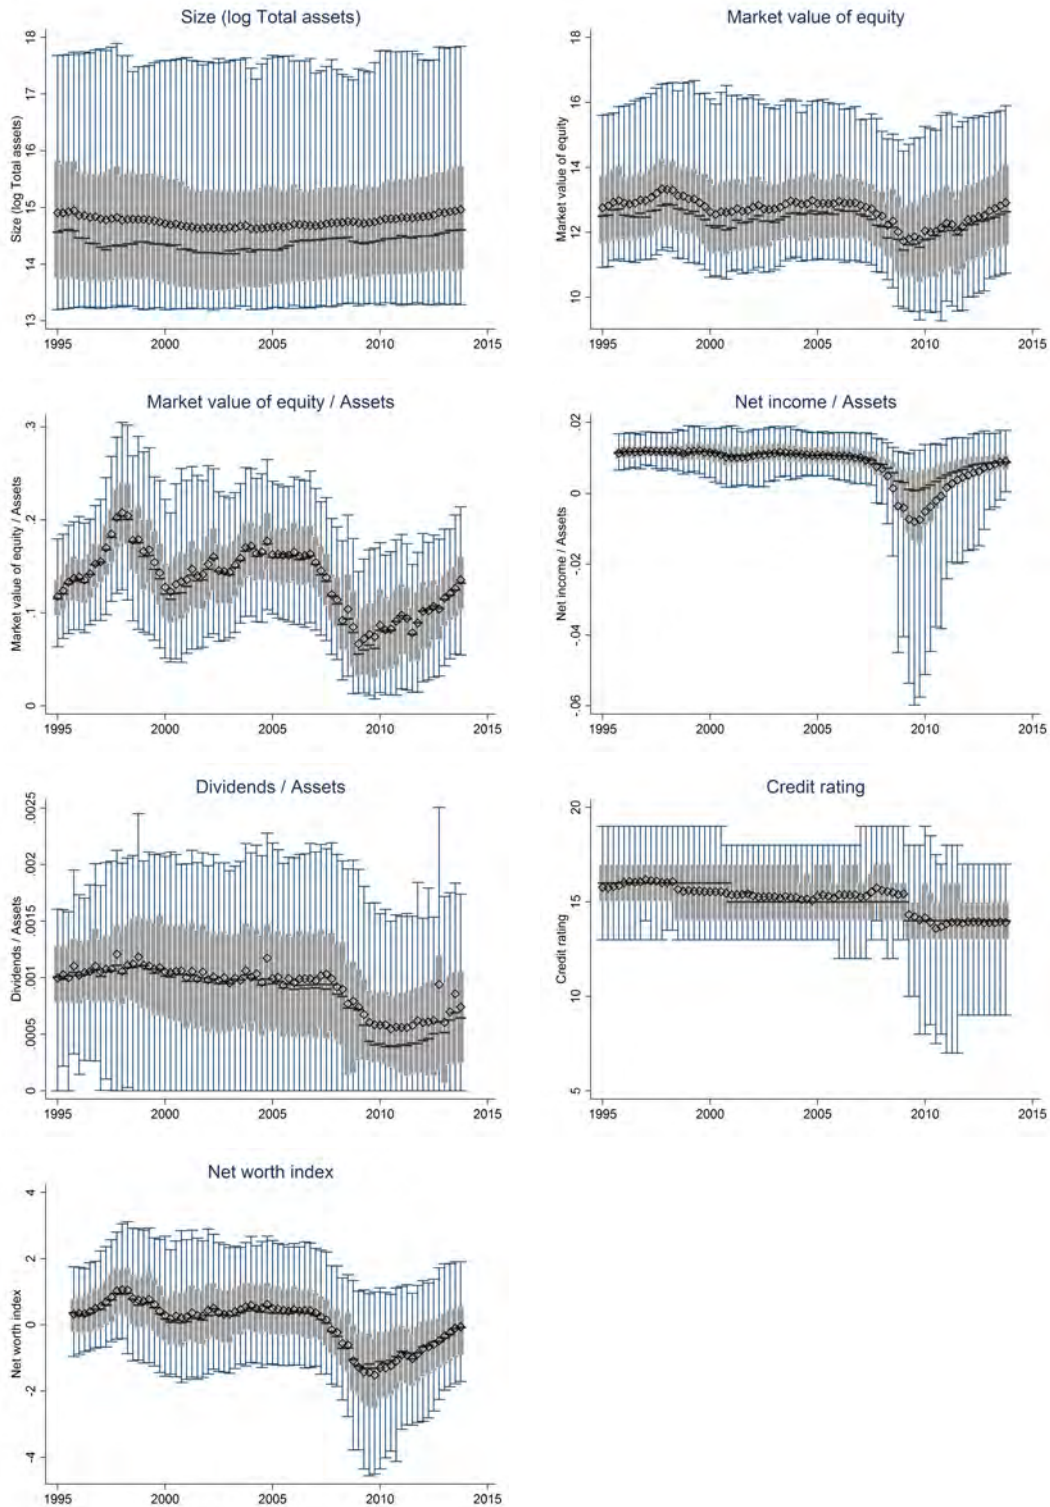 Size (log Total assets)
Size (log Total assets)
18
17
16
15
14
13
1995 2000 2005 2010 2015
Market value of equity
Market value of equity
18
16
14
12
10
1995 2000 2005 2010 2015
Market value of equity / Assets
Market value of equity / Assets
.3
.2
.1
0
1995 2000 2005 2010 2015
Net income / Assets
Net income / Assets
.02
0
-.02
-.04
-.06
1995 2000 2005 2010 2015
Dividends / Assets
Dividends / Assets
.0025
.002
.0015
.001
.0005
0
1995 2000 2005 2010 2015
Credit rating
Credit rating
20
15
10
5
1995 2000 2005 2010 2015
Net worth index
Net worth index
4
2
0
-2
-4
1995 2000 2005 2010 2015